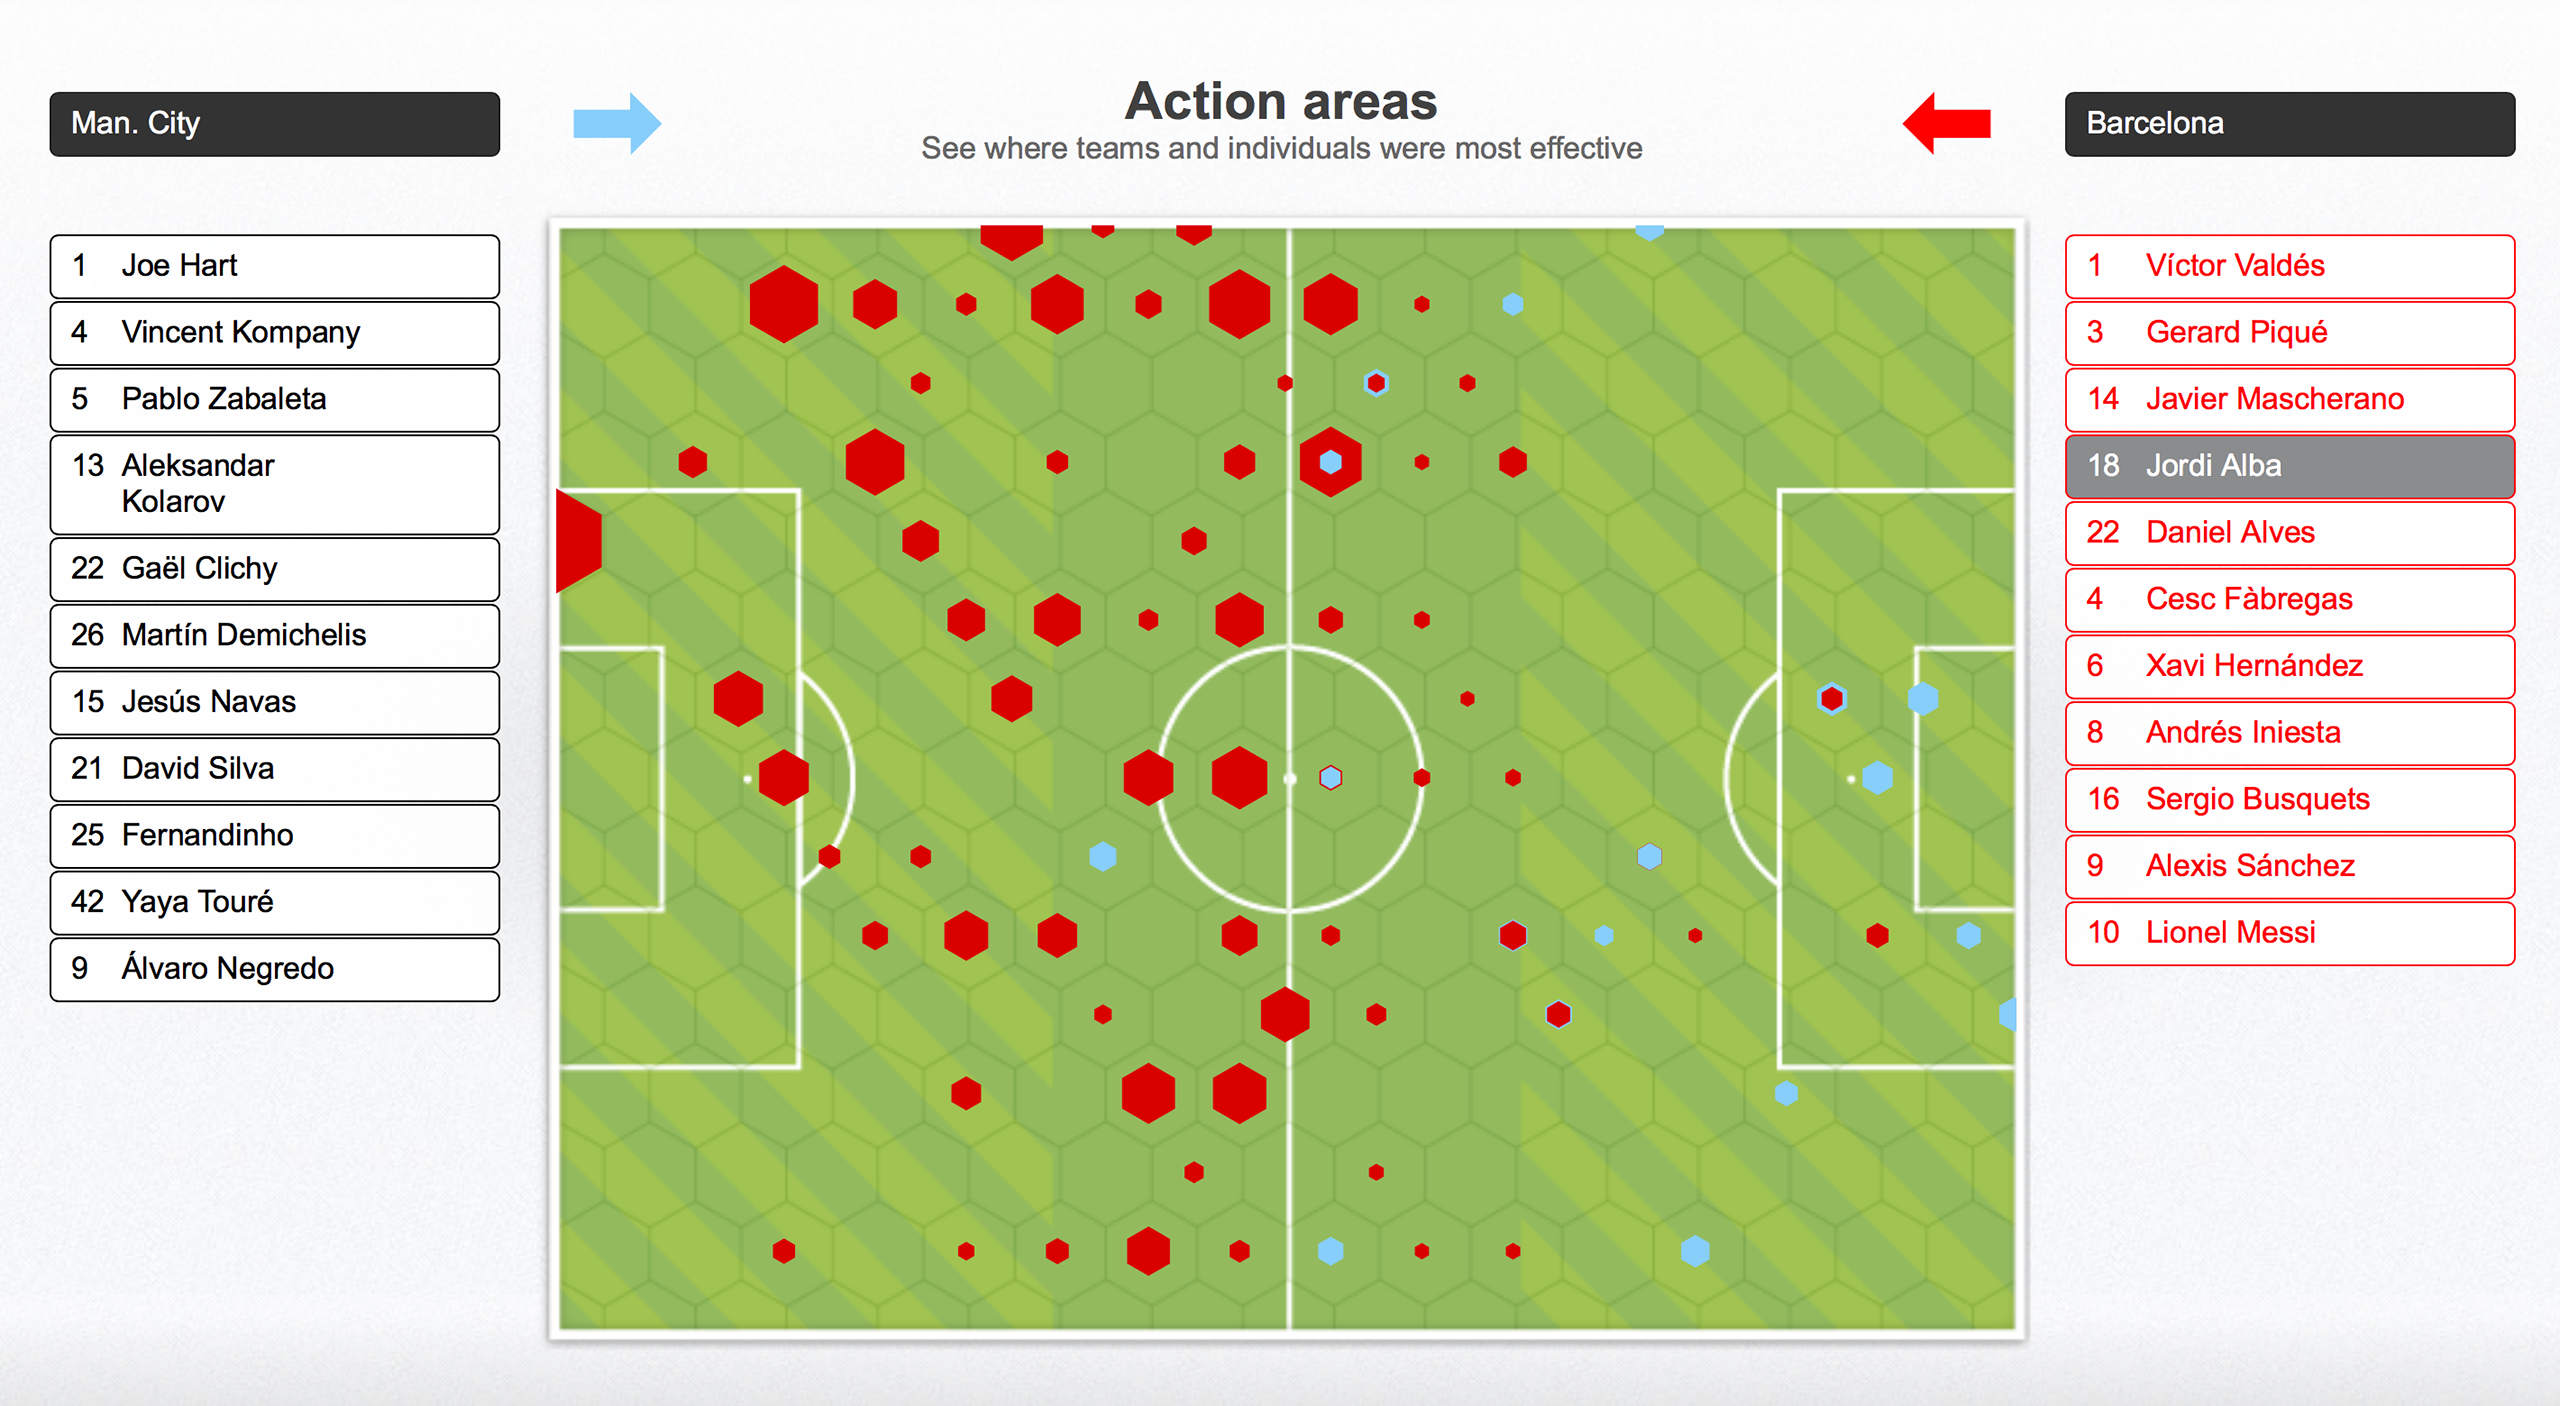 Man. City
Action areas
See where teams and individuals were most effective
Barcelona
1 Joe Hart
4 Vincent Kompany
5 Pablo Zabaleta
13 Aleksandar
Kolarov
22 Gaël Clichy
26 Martín Demichelis
15 Jesús Navas
21 David Silva
25 Fernandinho
42 Yaya Touré
9 Álvaro Negredo
1 Víctor Valdés
3 Gerard Piqué
14 Javier Mascherano
18 Jordi Alba
22 Daniel Alves
4 Cesc Fàbregas
6 Xavi Hernández
8 Andrés Iniesta
16 Sergio Busquets
9 Alexis Sánchez
10 Lionel Messi